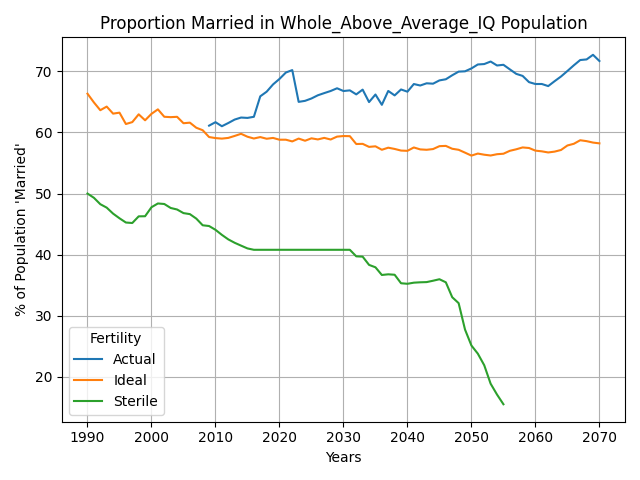 Proportion Married in Whole_Above_Average_IQ Population
% of Population 'Married'
70
60
50
40
30
20
Fertility
Actual
Ideal
Sterile
1990 2000 2010 2020 2030 2040 2050 2060 2070
Years